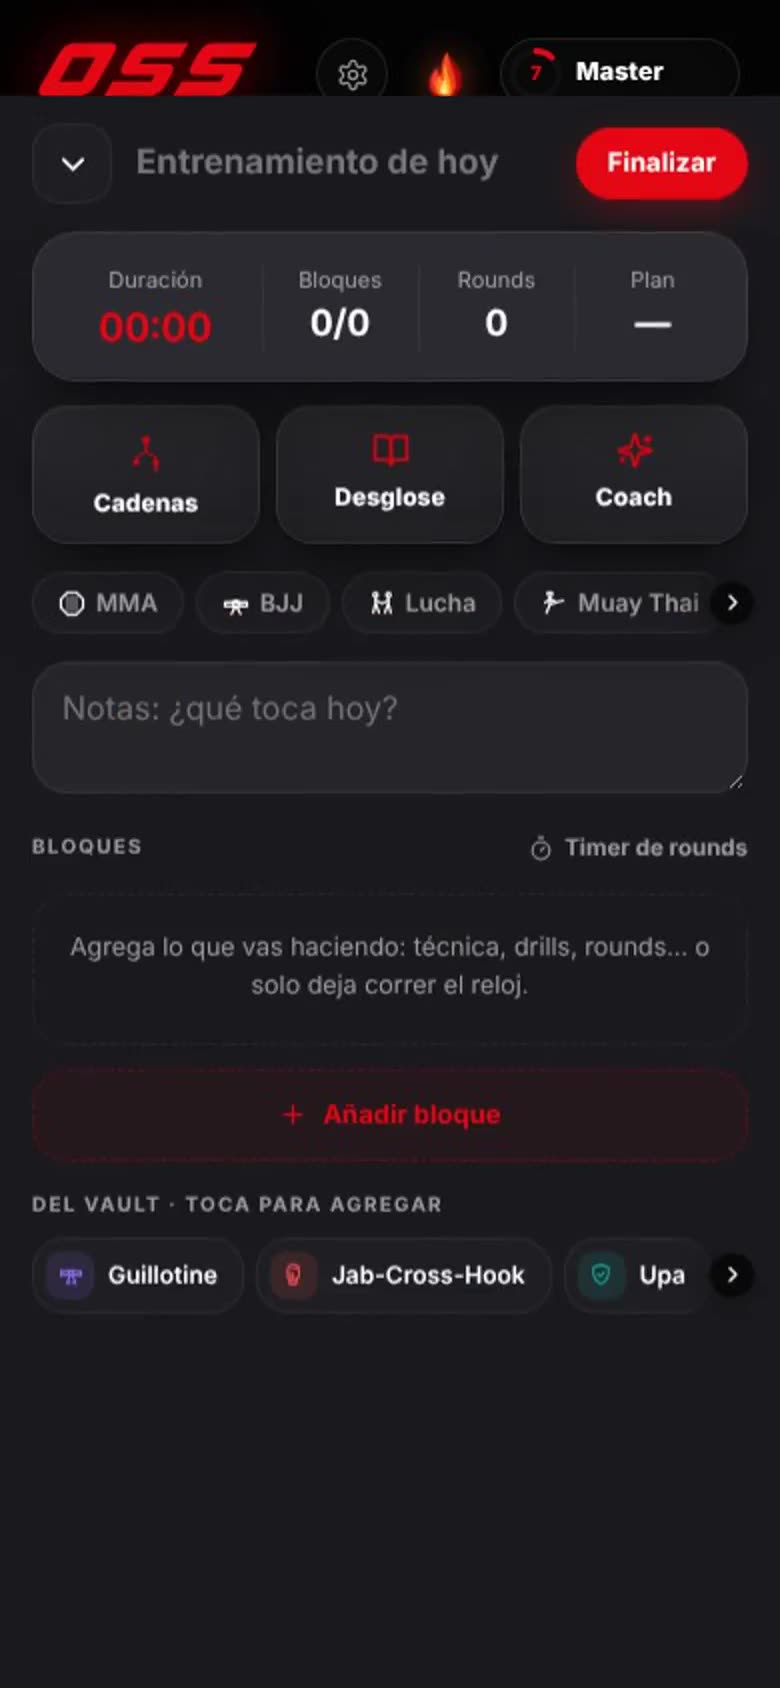 OSS
7 Master
Entrenamiento de hoy
Finalizar
Duración Bloques Rounds Plan
00:00 0/0 0 —
Cadenas Desglose Coach
MMA BJJ Lucha Muay Thai
Notas: ¿qué toca hoy?
BLOQUES
Timer de rounds
Agrega lo que vas haciendo: técnica, drills, rounds... o
solo deja correr el reloj.
+ Añadir bloque
DEL VAULT · TOCA PARA AGREGAR
Guillotine Jab-Cross-Hook Upa